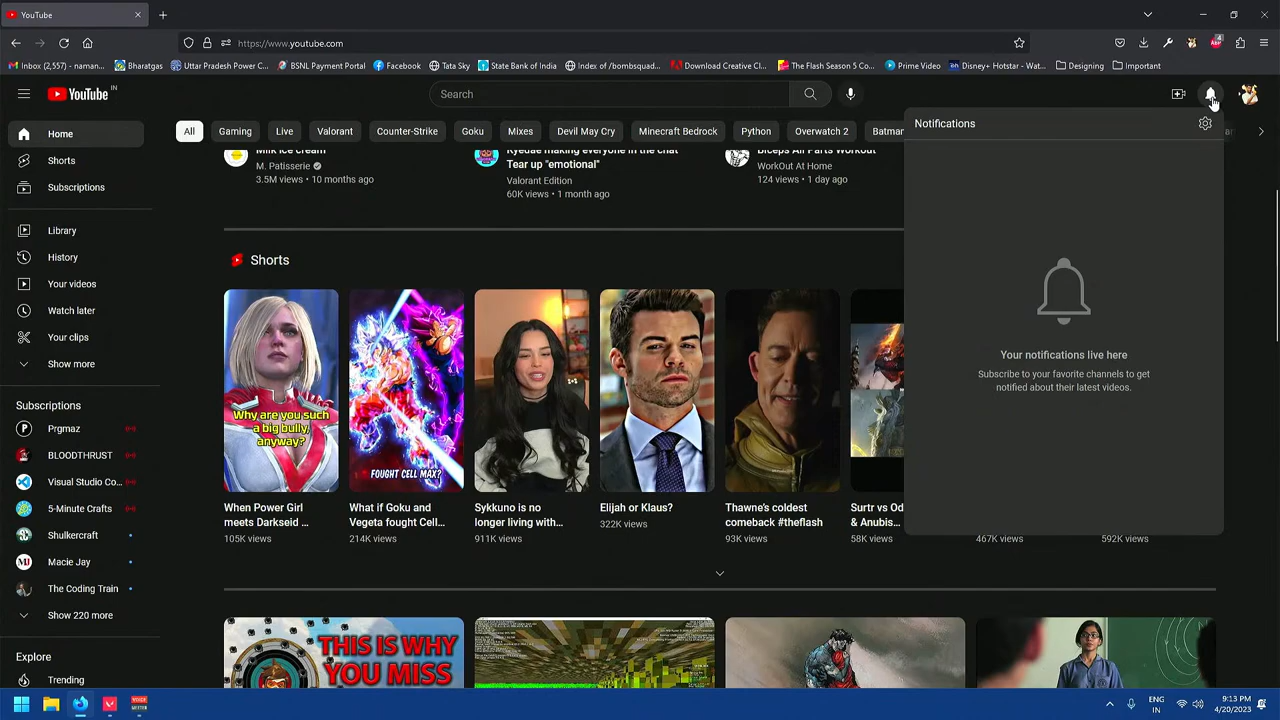 YouTube
https://www.youtube.com
Inbox (2,557) - naman...
Bharatgas
Uttar Pradesh Power C...
BSNL Payment Portal
Facebook
Tata Sky
State Bank of India
Index of /bombsquad...
Download Creative Cl...
The Flash Season 5 Co...
Prime Video
Disney+ Hotstar - Wat...
Designing
Important
YouTube IN
Search
Notifications
All
Gaming
Live
Valorant
Counter-Strike
Goku
Mixes
Devil May Cry
Minecraft Bedrock
Python
Overwatch 2
Batman
Home
Shorts
Subscriptions
Library
History
Your videos
Watch later
Your clips
Show more
Subscriptions
Prgmaz
BLOODTHRUST
Visual Studio Co...
5-Minute Crafts
Shulkercraft
Macie Jay
The Coding Train
Show 220 more
Explore
Trending
Milk ice cream
M. Patisserie
3.5M views • 10 months ago
Kyedae making everyone in the chat
Tear up "emotional"
Valorant Edition
60K views • 1 month ago
Biceps All Parts Workout
WorkOut At Home
124 views • 1 day ago
Shorts
Why are you such
a big bully,
anyway?
FOUGHT CELL MAX?
When Power Girl
meets Darkseid ...
105K views
What if Goku and
Vegeta fought Cell...
214K views
Sykkuno is no
longer living with...
911K views
Elijah or Klaus?
322K views
Thawne's coldest
comeback #theflash
93K views
Surtr vs Od
& Anubis...
58K views
467K views
592K views
Your notifications live here
Subscribe to your favorite channels to get
notified about their latest videos.
THIS IS WHY
YOU MISS
ENG
IN
9:13 PM
4/20/2023